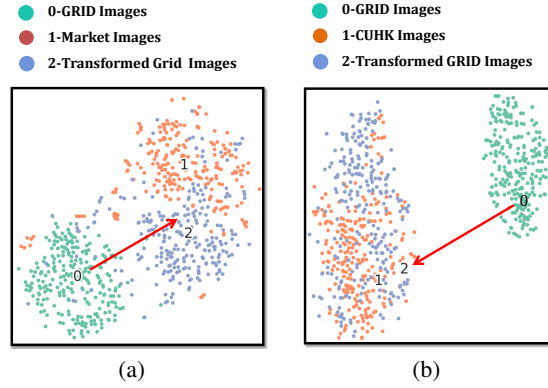 0-GRID Images
1-Market Images
2-Transformed Grid Images
0
1
2
(a)
0-GRID Images
1-CUHK Images
2-Transformed GRID Images
0
1
2
(b)